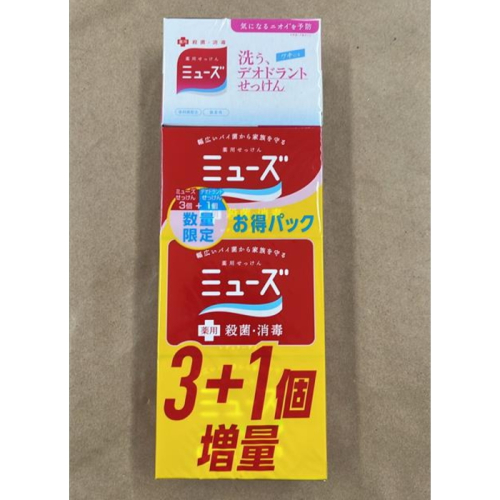 気になるニオイを予防
薬用 殺菌・消毒
薬用せっけん
ミューズ
洗う、
デオドラント
せっけん
幅広いバイ菌から家族を守る
薬用せっけん
ミューズ
ミューズ せっけん 3個
+
デオドラント せっけん 1個
数量
限定
お得パック
幅広いバイ菌から家族を守る
薬用せっけん
ミューズ
薬用 殺菌・消毒
3+1個
増量